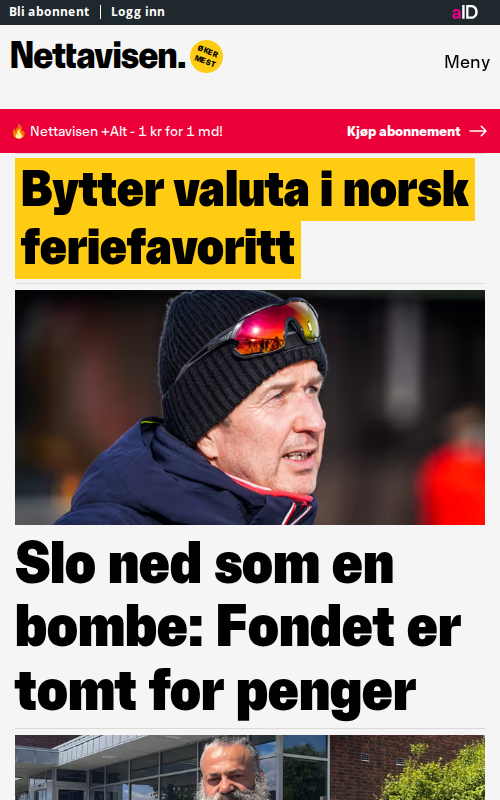 Bli abonnent | Logg inn
aID
Nettavisen.
ØKER
MEST
Meny
🔥 Nettavisen +Alt - 1 kr for 1 md!
Kjøp abonnement →
Bytter valuta i norsk
feriefavoritt
Slo ned som en
bombe: Fondet er
tomt for penger